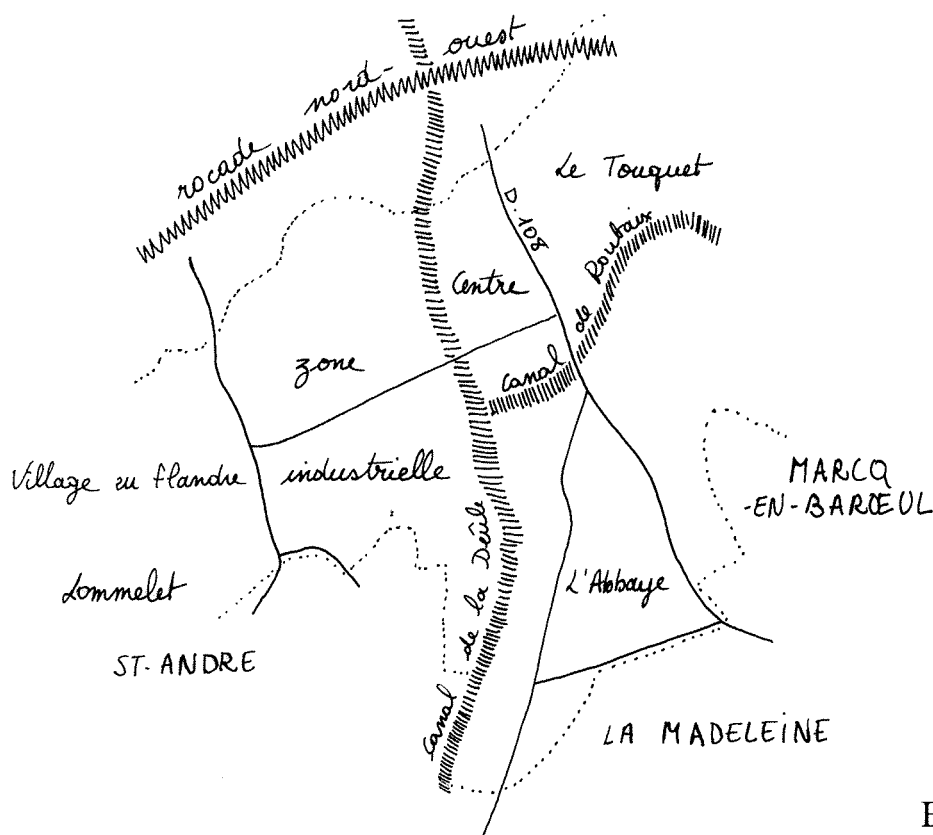 rocade nord-ouest
Le Touquet
D.108
Centre
Canal de Roubaix
zone
industrielle
Village en flandre
MARCQ
-EN-BARŒUL
Canal de la Deûle
Lommelet
L'Abbaye
ST-ANDRE
LA MADELEINE
E